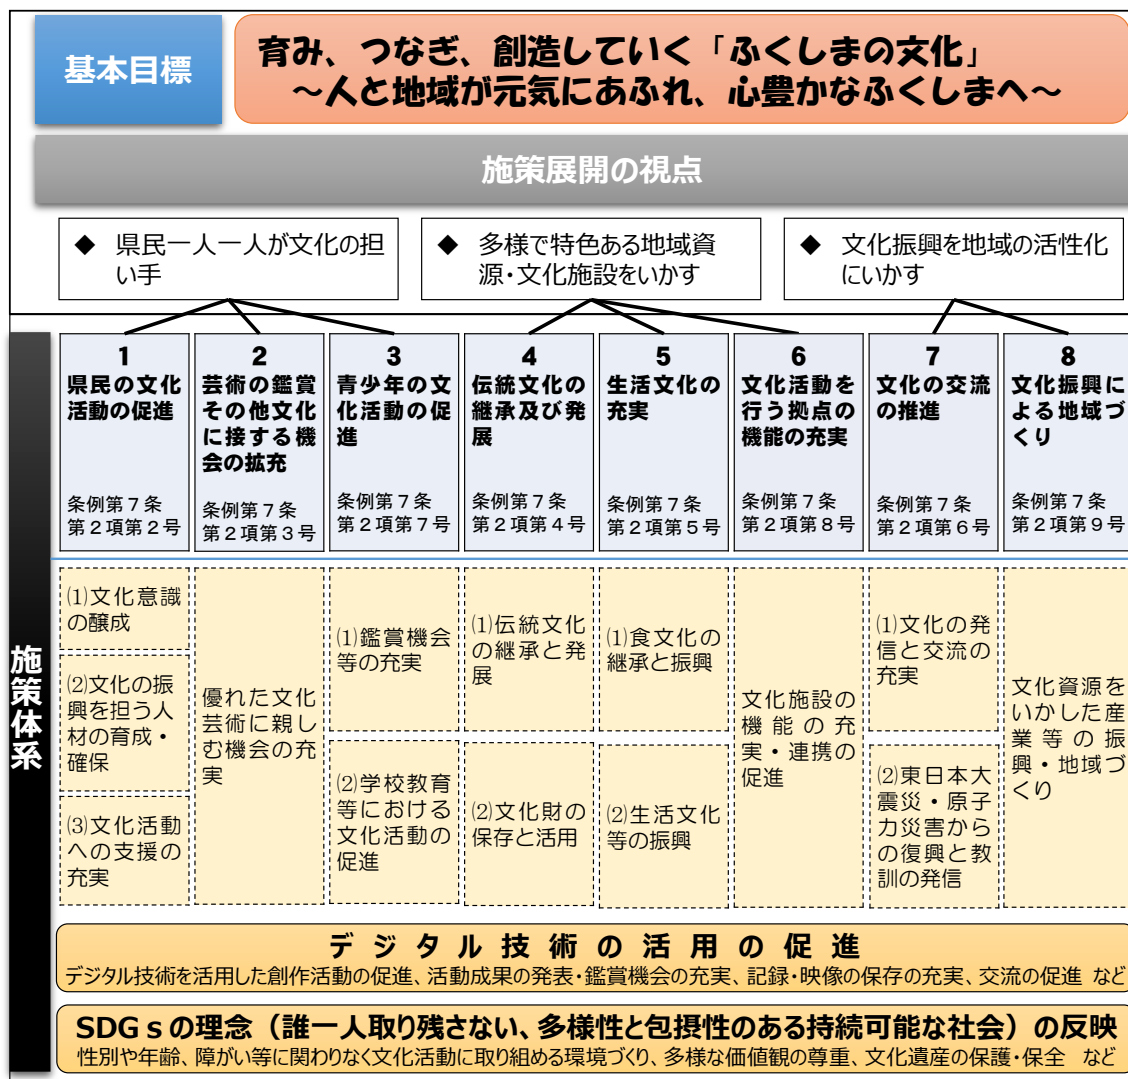 基本目標
育み、つなぎ、創造していく「ふくしまの文化」
～人と地域が元気にあふれ、心豊かなふくしまへ～
施策展開の視点
◆ 県民一人一人が文化の担
い手
◆ 多様で特色ある地域資
源・文化施設をいかす
◆ 文化振興を地域の活性化
にいかす
施策体系
1
県民の文化
活動の促進
条例第７条
第２項第２号
2
芸術の鑑賞
その他文化
に接する機
会の拡充
条例第７条
第２項第３号
3
青少年の文
化活動の促
進
条例第７条
第２項第７号
4
伝統文化の
継承及び発
展
条例第７条
第２項第４号
5
生活文化の
充実
条例第７条
第２項第５号
6
文化活動を
行う拠点の
機能の充実
条例第７条
第２項第８号
7
文化の交流
の推進
条例第７条
第２項第６号
8
文化振興に
よる地域づ
くり
条例第７条
第２項第９号
⑴文化意識
の醸成
⑵文化の振
興を担う人
材の育成・
確保
⑶文化活動
への支援の
充実
優れた文化
芸術に親し
む機会の充
実
⑴鑑賞機会
等の充実
⑵学校教育
等における
文化活動の
促進
⑴伝統文化
の継承と発
展
⑵文化財の
保存と活用
⑴食文化の
継承と振興
⑵生活文化
等の振興
文化施設の
機能の充
実・連携の
促進
⑴文化の発
信と交流の
充実
⑵東日本大
震災・原子
力災害から
の復興と教
訓の発信
文化資源を
いかした産
業等の振
興・地域づ
くり
デジタル技術の活用の促進
デジタル技術を活用した創作活動の促進、活動成果の発表・鑑賞機会の充実、記録・映像の保存の充実、交流の促進 など
SDGｓの理念（誰一人取り残さない、多様性と包摂性のある持続可能な社会）の反映
性別や年齢、障がい等に関わりなく文化活動に取り組める環境づくり、多様な価値観の尊重、文化遺産の保護・保全 など